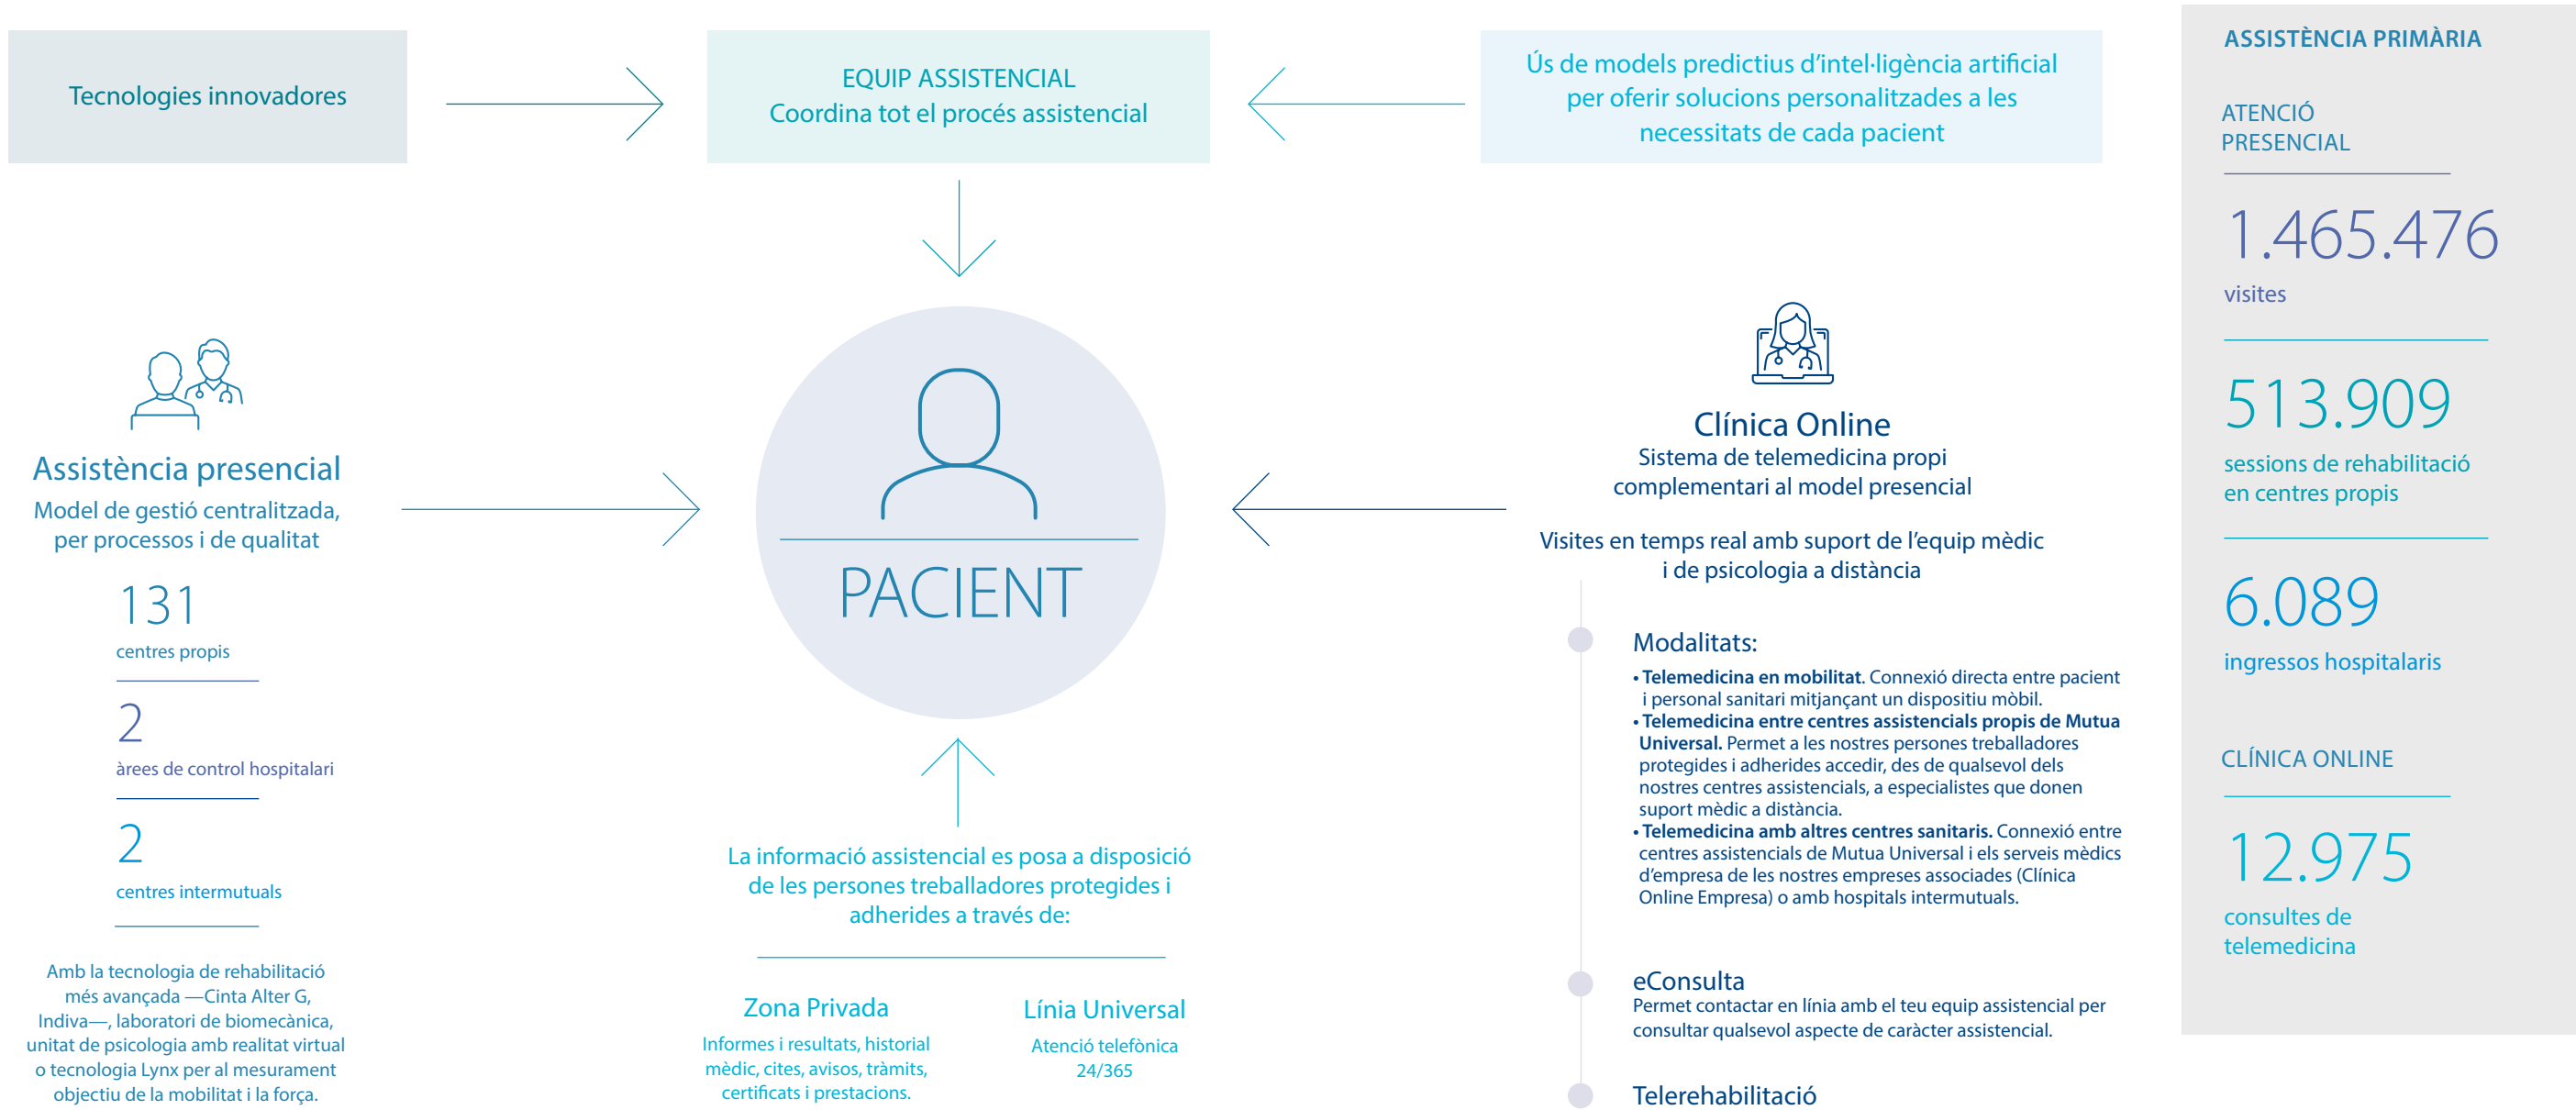 Tecnologies innovadores
EQUIP ASSISTENCIAL
Coordina tot el procés assistencial
Ús de models predictius d’intel·ligència artificial
per oferir solucions personalitzades a les
necessitats de cada pacient
Assistència presencial
Model de gestió centralitzada,
per processos i de qualitat
131
centres propis
2
àrees de control hospitalari
2
centres intermutuals
Amb la tecnologia de rehabilitació
més avançada —Cinta Alter G,
Indiva—, laboratori de biomecànica,
unitat de psicologia amb realitat virtual
o tecnologia Lynx per al mesurament
objectiu de la mobilitat i la força.
PACIENT
La informació assistencial es posa a disposició
de les persones treballadores protegides i
adherides a través de:
Zona Privada
Informes i resultats, historial
mèdic, cites, avisos, tràmits,
certificats i prestacions.
Línia Universal
Atenció telefònica
24/365
Clínica Online
Sistema de telemedicina propi
complementari al model presencial
Visites en temps real amb suport de l’equip mèdic
i de psicologia a distància
Modalitats:
• Telemedicina en mobilitat. Connexió directa entre pacient
i personal sanitari mitjançant un dispositiu mòbil.
• Telemedicina entre centres assistencials propis de Mutua
Universal. Permet a les nostres persones treballadores
protegides i adherides accedir, des de qualsevol dels
nostres centres assistencials, a especialistes que donen
suport mèdic a distància.
• Telemedicina amb altres centres sanitaris. Connexió entre
centres assistencials de Mutua Universal i els serveis mèdics
d’empresa de les nostres empreses associades (Clínica
Online Empresa) o amb hospitals intermutuals.
eConsulta
Permet contactar en línia amb el teu equip assistencial per
consultar qualsevol aspecte de caràcter assistencial.
Telerehabilitació
ASSISTÈNCIA PRIMÀRIA
ATENCIÓ
PRESENCIAL
1.465.476
visites
513.909
sessions de rehabilitació
en centres propis
6.089
ingressos hospitalaris
CLÍNICA ONLINE
12.975
consultes de
telemedicina